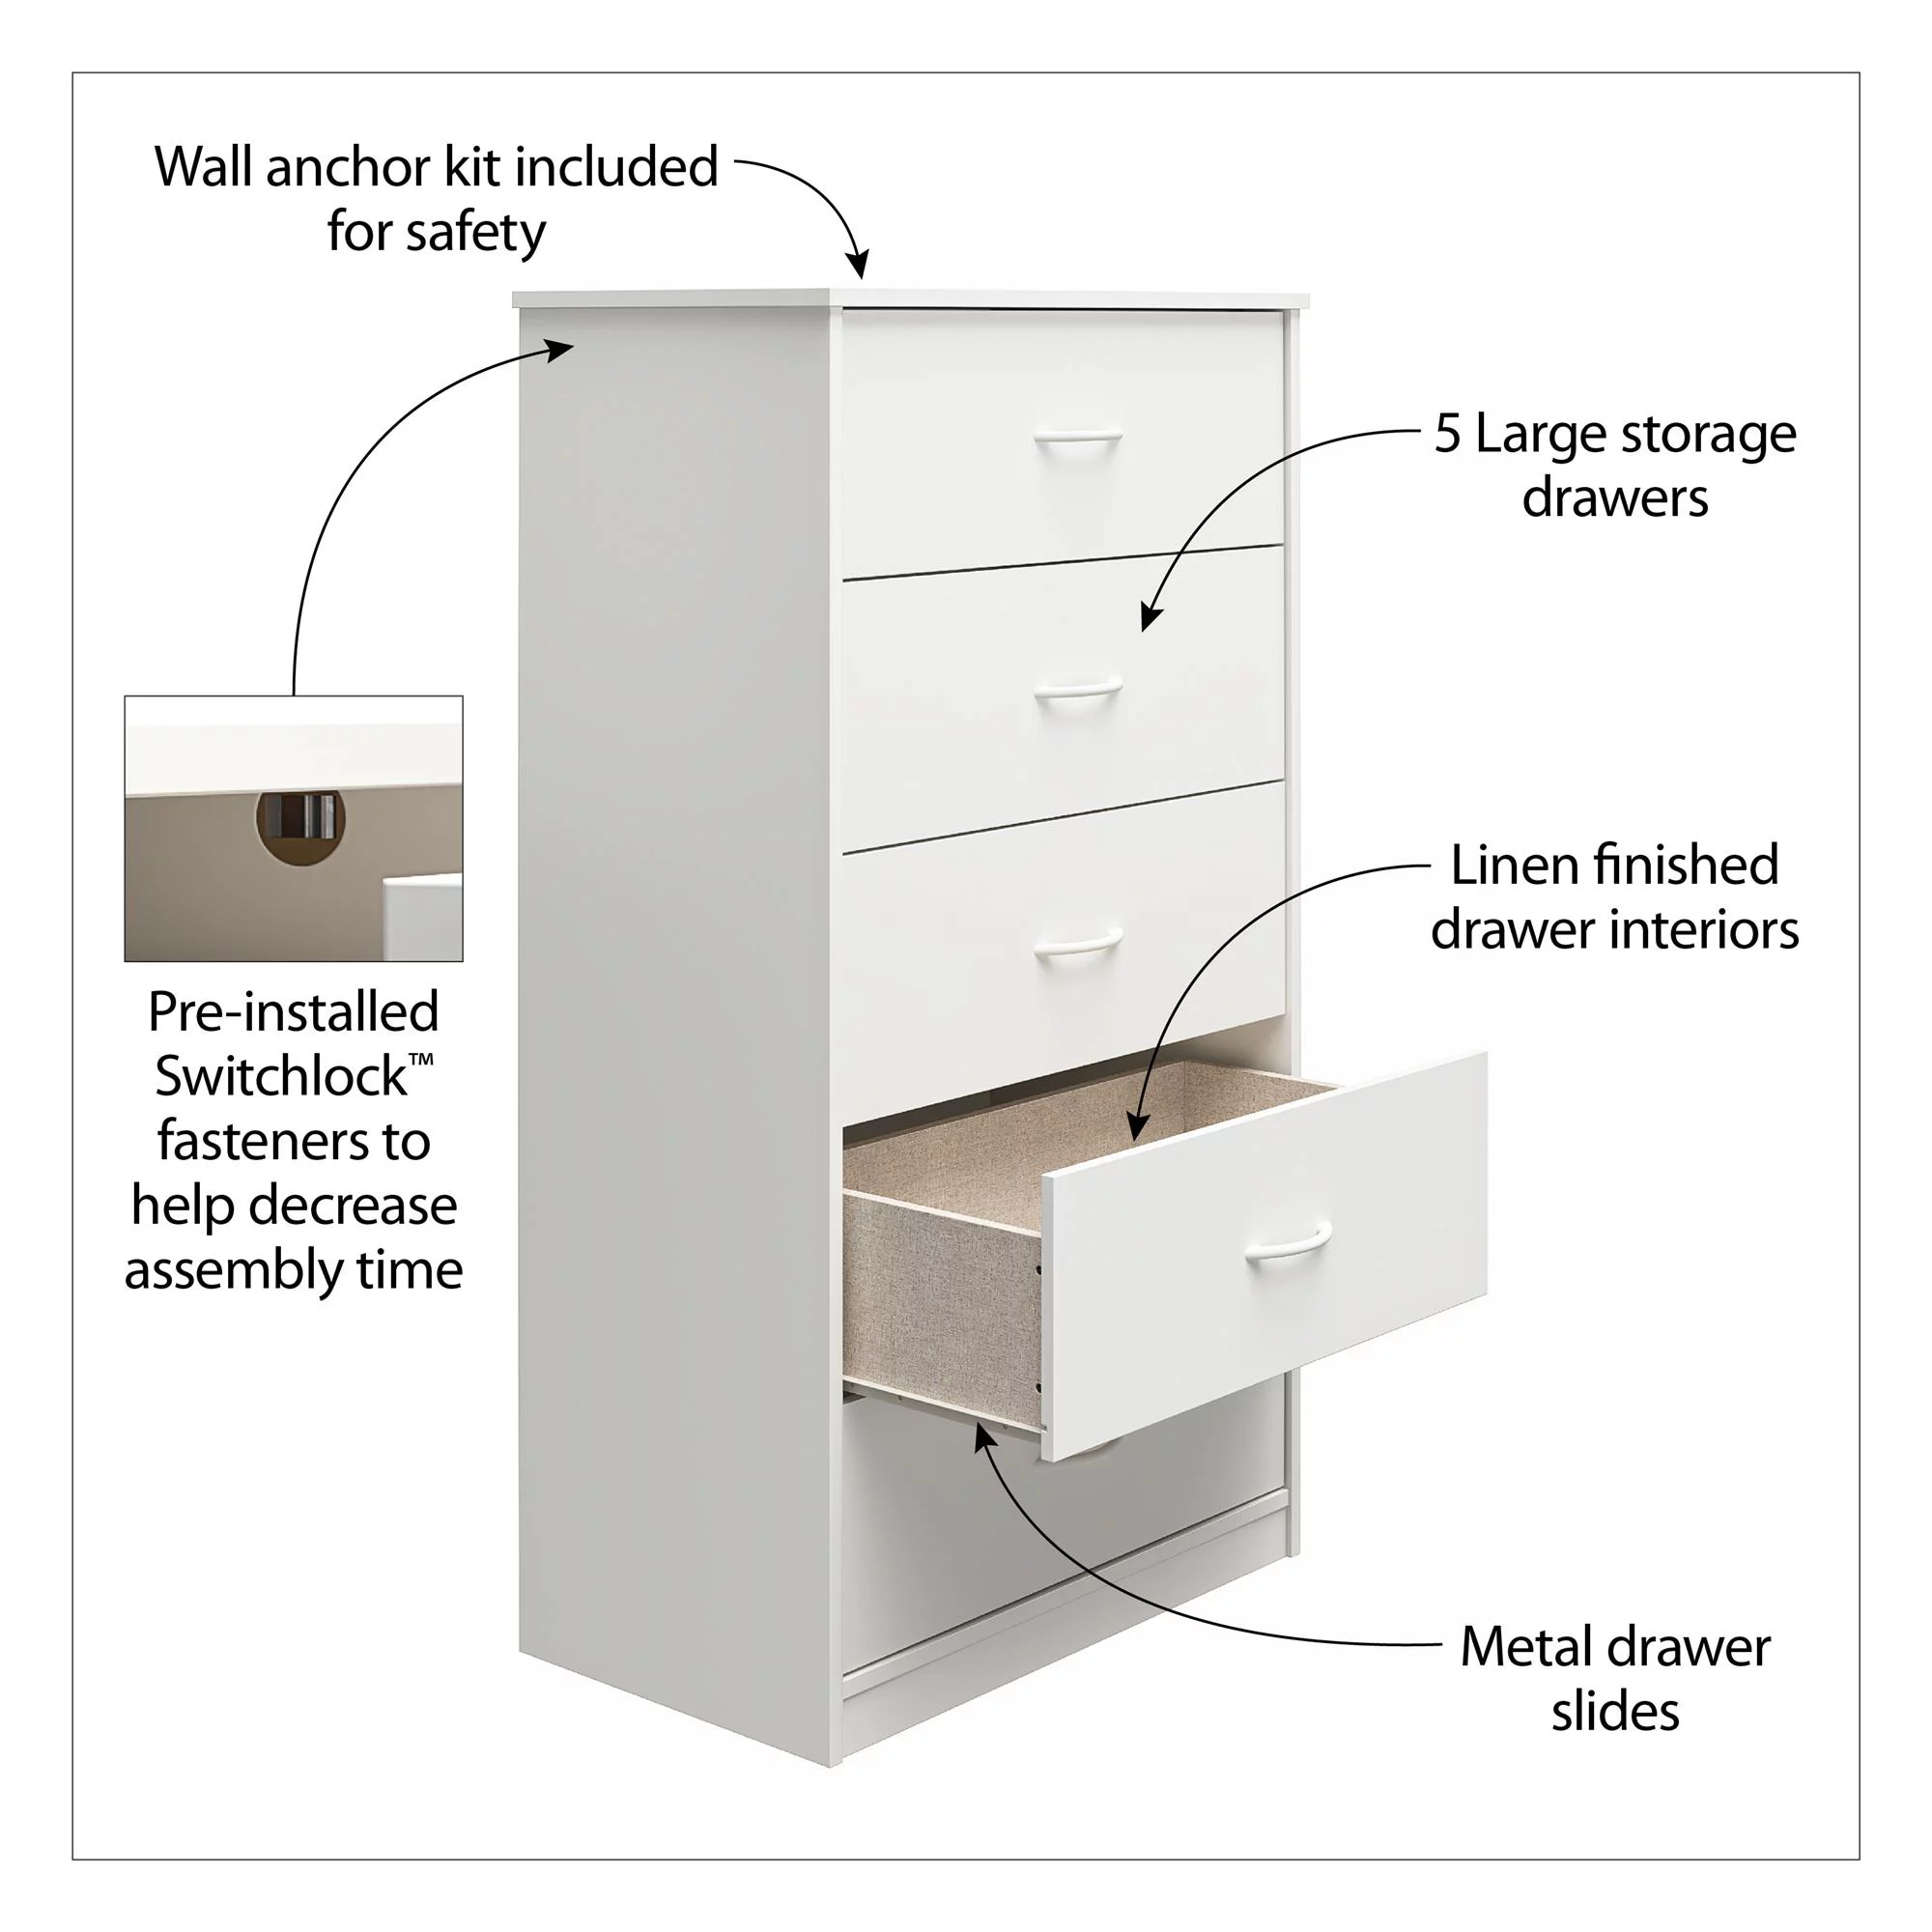 Wall anchor kit included
for safety
5 Large storage
drawers
Linen finished
drawer interiors
Pre-installed
Switchlock™
fasteners to
help decrease
assembly time
Metal drawer
slides